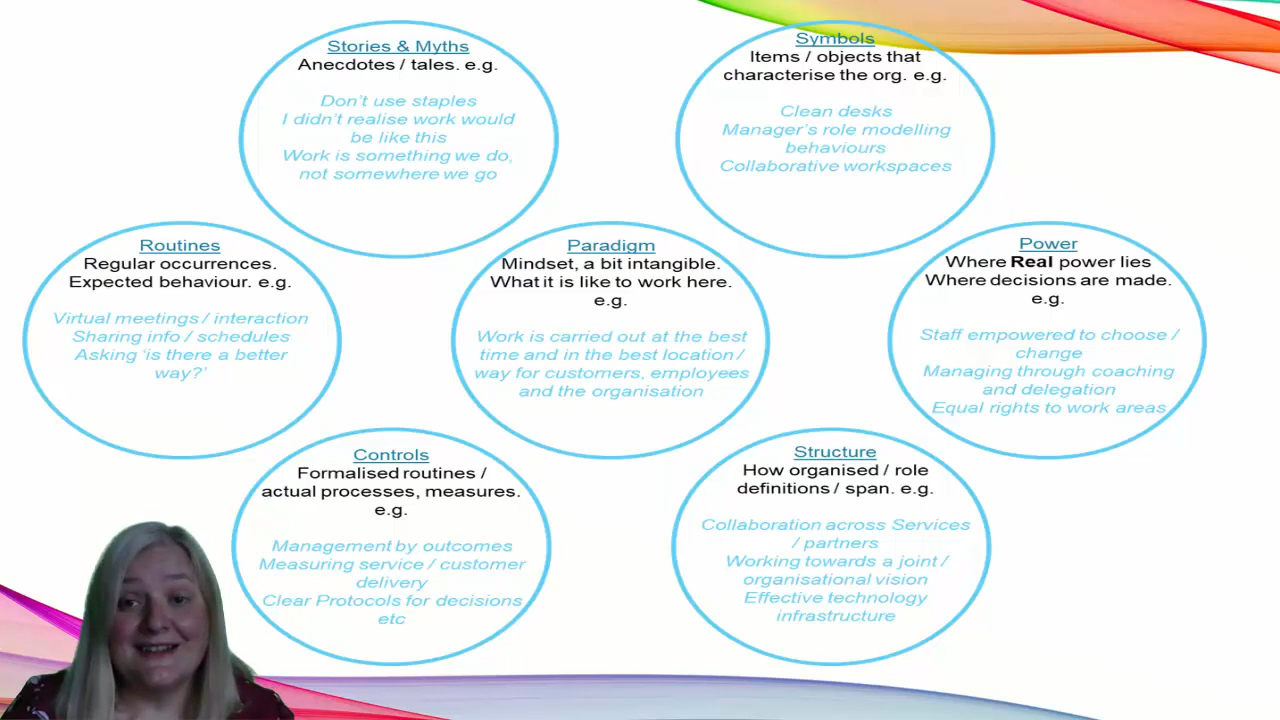 Stories & Myths
Anecdotes / tales. e.g.
Don't use staples
I didn't realise work would
be like this
Work is something we do,
not somewhere we go
Symbols
Items / objects that
characterise the org. e.g.
Clean desks
Manager's role modelling
behaviours
Collaborative workspaces
Routines
Regular occurrences.
Expected behaviour. e.g.
Virtual meetings / interaction
Sharing info / schedules
Asking 'is there a better
way?'
Paradigm
Mindset, a bit intangible.
What it is like to work here.
e.g.
Work is carried out at the best
time and in the best location /
way for customers, employees
and the organisation
Power
Where Real power lies
Where decisions are made.
e.g.
Staff empowered to choose /
change
Managing through coaching
and delegation
Equal rights to work areas
Controls
Formalised routines /
actual processes, measures.
e.g.
Management by outcomes
Measuring service / customer
delivery
Clear Protocols for decisions
etc
Structure
How organised / role
definitions / span. e.g.
Collaboration across Services
/ partners
Working towards a joint /
organisational vision
Effective technology
infrastructure